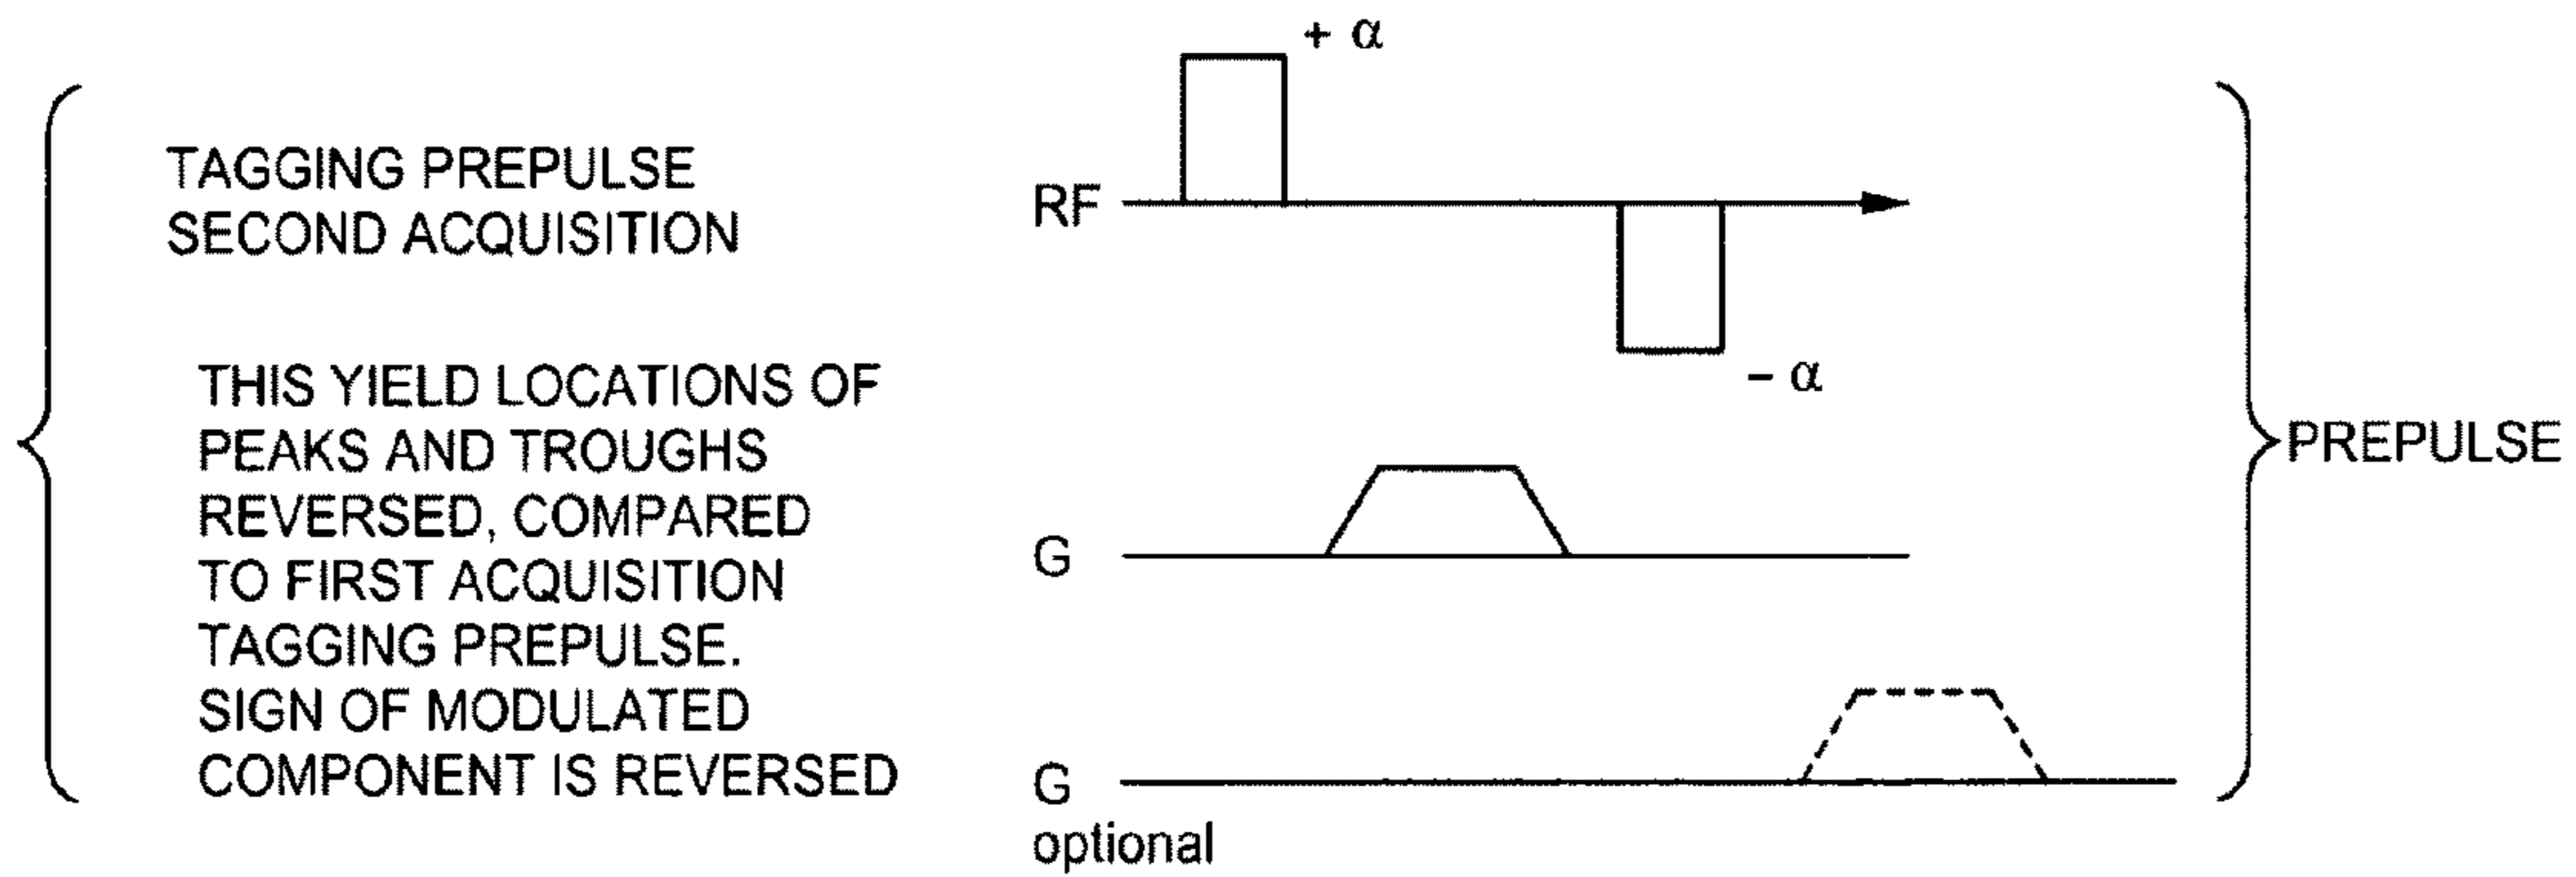 + α
TAGGING PREPULSE
SECOND ACQUISITION
RF
- α
THIS YIELD LOCATIONS OF
PEAKS AND TROUGHS
REVERSED, COMPARED
TO FIRST ACQUISITION
TAGGING PREPULSE.
SIGN OF MODULATED
COMPONENT IS REVERSED
G
G
optional
PREPULSE